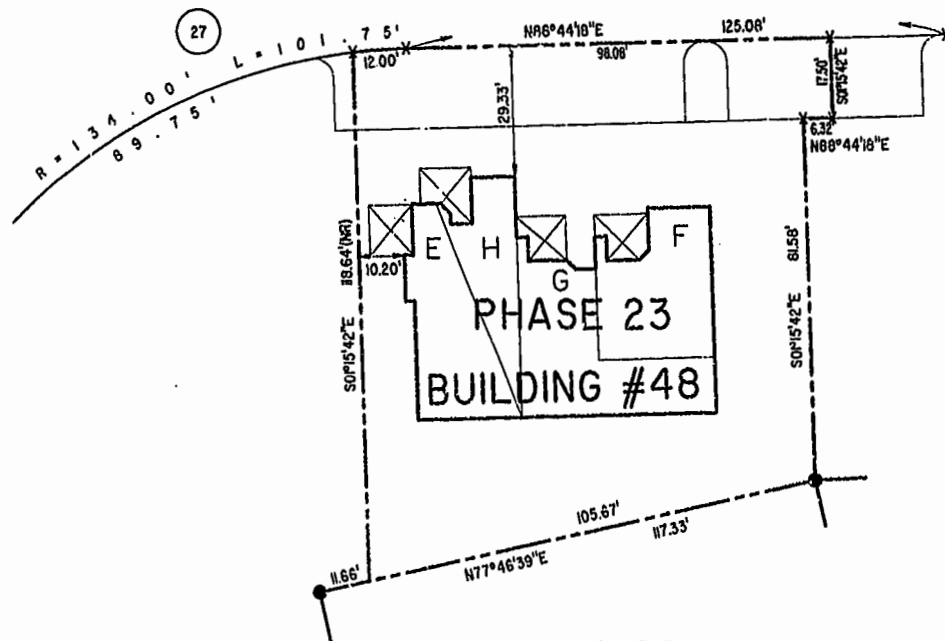 27
R = 134.00' L = 101.75'
89.75'
12.00'
N88°44'18"E
125.08'
98.08'
29.33'
17.50'
S01°15'42"E
6.32
N88°44'18"E
118.64'(NR)
S01°15'42"E
10.20'
E
H
G
F
PHASE 23
BUILDING #48
81.58'
S01°15'42"E
105.67'
117.33'
11.66'
N77°46'39"E